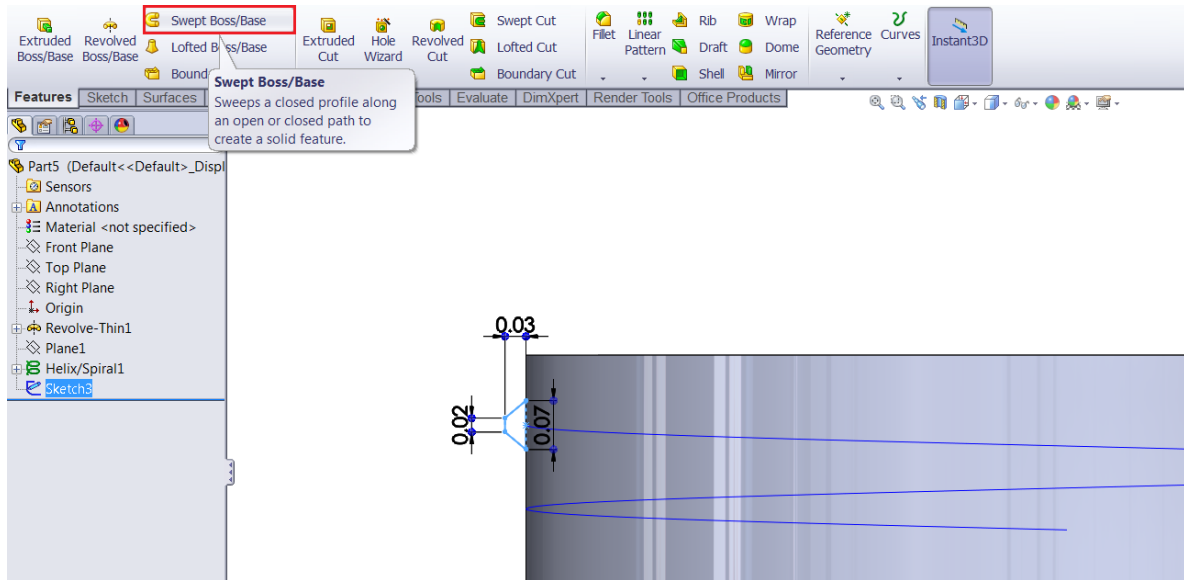 Extruded Boss/Base
Revolved Boss/Base
Swept Boss/Base
Lofted Boss/Base
Bound
Extruded Cut
Hole Wizard
Revolved Cut
Swept Cut
Lofted Cut
Boundary Cut
Fillet
Linear Pattern
Rib
Draft
Shell
Wrap
Dome
Mirror
Reference Geometry
Curves
Instant3D
Swept Boss/Base
Sweeps a closed profile along
an open or closed path to
create a solid feature.
Features Sketch Surfaces ools Evaluate DimXpert Render Tools Office Products
Part5 (Default<<Default>_Displ
Sensors
A Annotations
Material <not specified>
Front Plane
Top Plane
Right Plane
Origin
Revolve-Thin1
Plane1
Helix/Spiral1
Sketch3
0.03
0.02
0.07